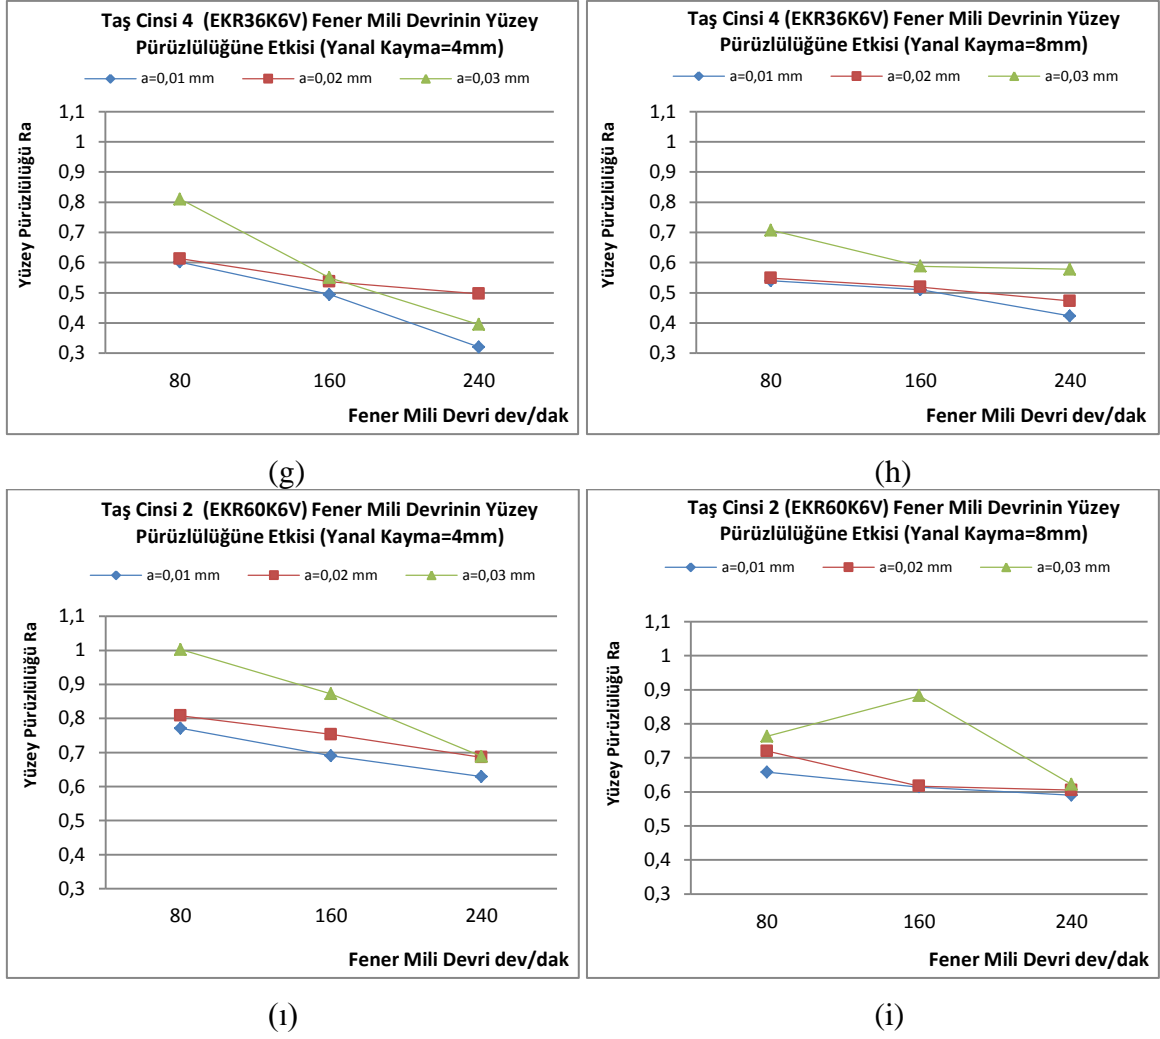 Taş Cinsi 4 (EKR36K6V) Fener Mili Devrinin Yüzey
Pürüzlülüğüne Etkisi (Yanal Kayma=4mm)
a=0,01 mm a=0,02 mm a=0,03 mm
Yüzey Pürüzlülüğü Ra
1,1
1
0,9
0,8
0,7
0,6
0,5
0,4
0,3
80 160 240
Fener Mili Devri dev/dak
(g)
Taş Cinsi 4 (EKR36K6V) Fener Mili Devrinin Yüzey
Pürüzlülüğüne Etkisi (Yanal Kayma=8mm)
a=0,01 mm a=0,02 mm a=0,03 mm
Yüzey Pürüzlülüğü Ra
1,1
1
0,9
0,8
0,7
0,6
0,5
0,4
0,3
80 160 240
Fener Mili Devri dev/dak
(h)
Taş Cinsi 2 (EKR60K6V) Fener Mili Devrinin Yüzey
Pürüzlülüğüne Etkisi (Yanal Kayma=4mm)
a=0,01 mm a=0,02 mm a=0,03 mm
Yüzey Pürüzlülüğü Ra
1,1
1
0,9
0,8
0,7
0,6
0,5
0,4
0,3
80 160 240
Fener Mili Devri dev/dak
(ı)
Taş Cinsi 2 (EKR60K6V) Fener Mili Devrinin Yüzey
Pürüzlülüğüne Etkisi (Yanal Kayma=8mm)
a=0,01 mm a=0,02 mm a=0,03 mm
Yüzey Pürüzlülüğü Ra
1,1
1
0,9
0,8
0,7
0,6
0,5
0,4
0,3
80 160 240
Fener Mili Devri dev/dak
(i)